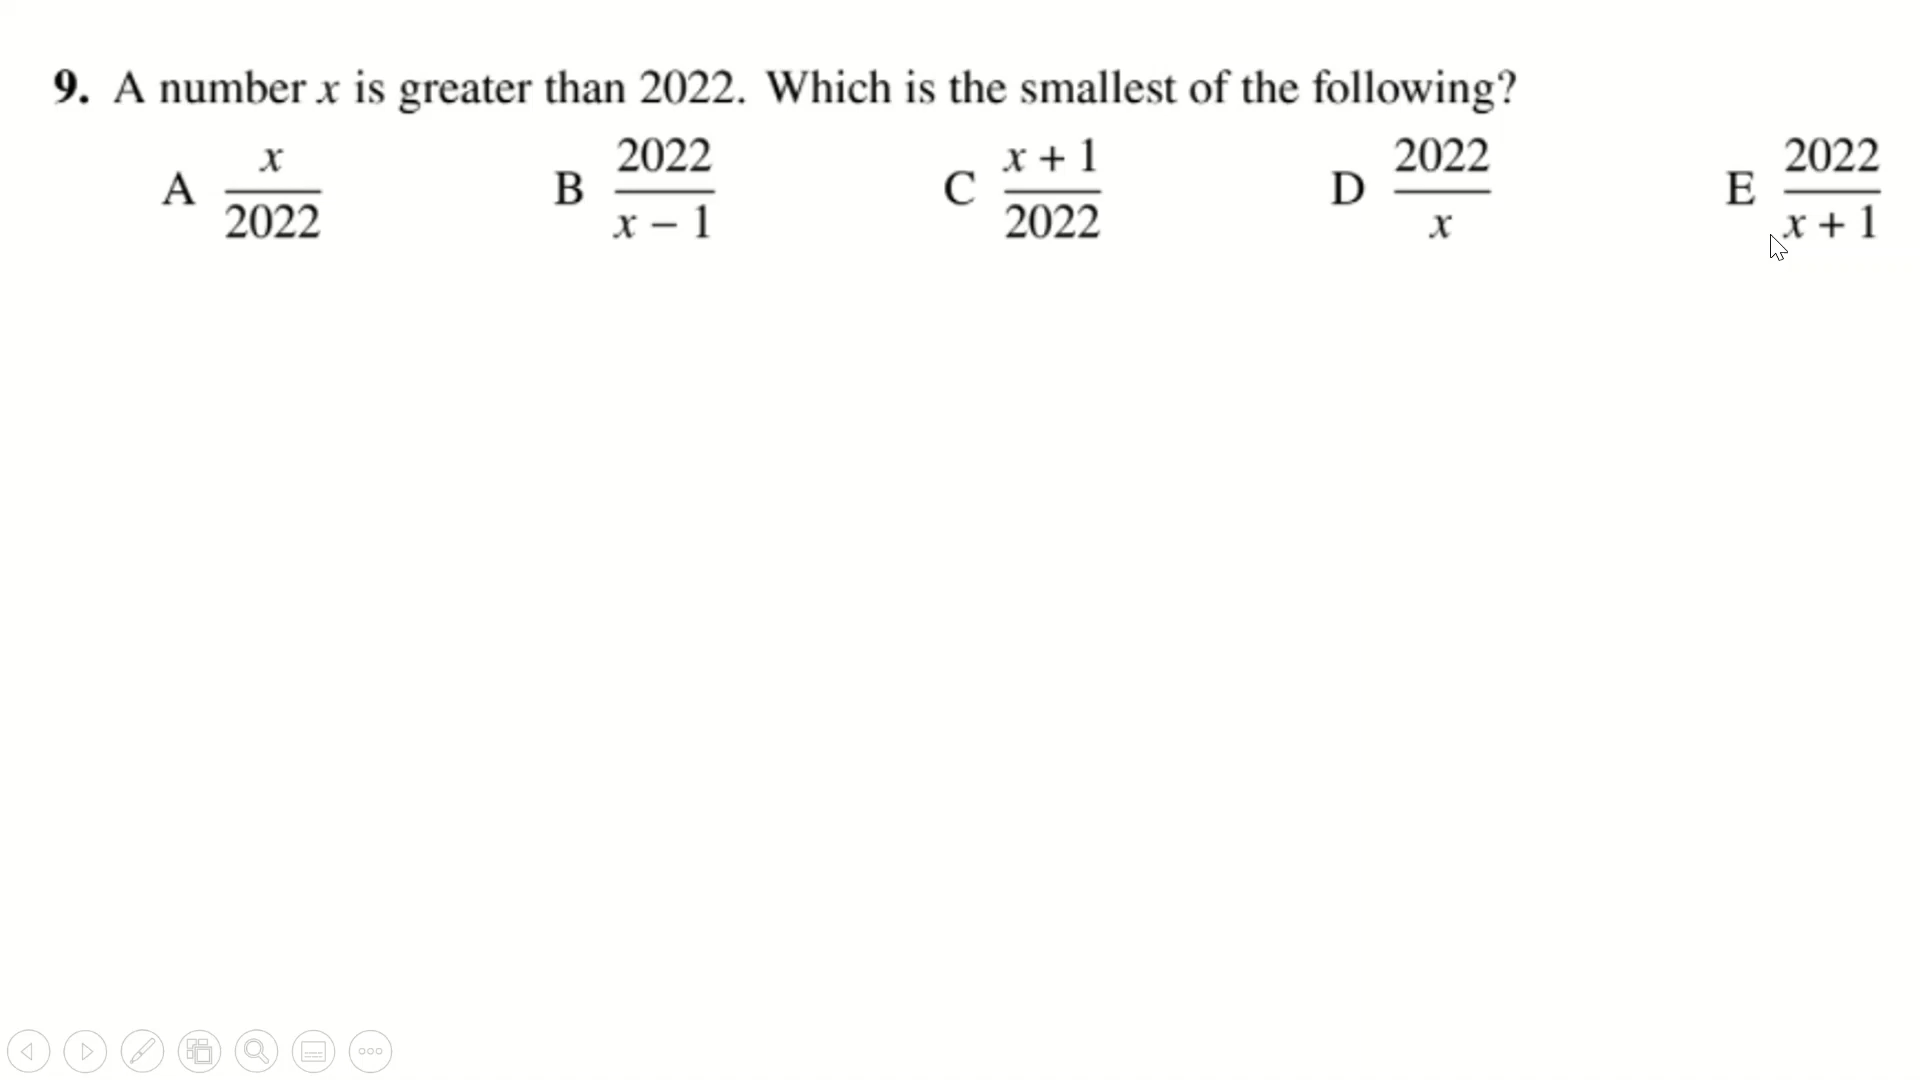 9. A number x is greater than 2022. Which is the smallest of the following?
A x/2022 B 2022/(x − 1) C (x + 1)/2022 D 2022/x E 2022/(x + 1)